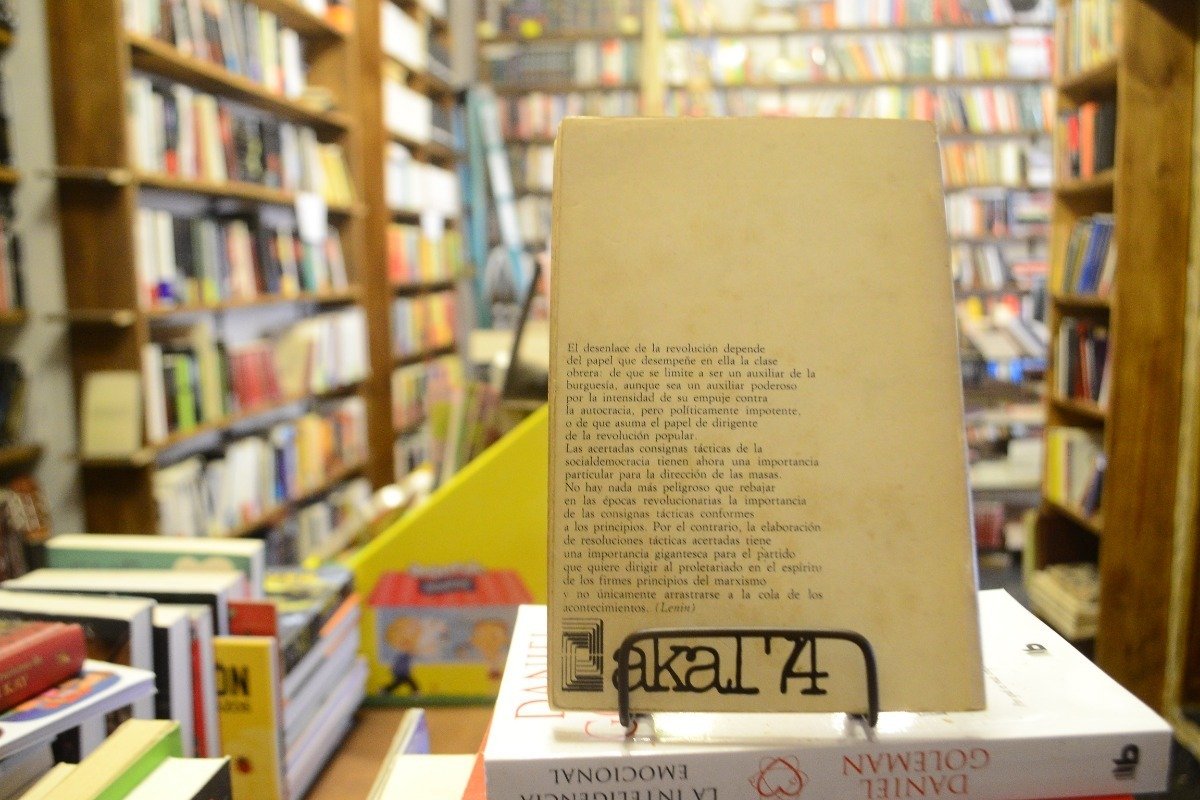 El desenlace de la revolución depende
del papel que desempeñe en ella la clase
obrera: de que se limite a ser un auxiliar de la
burguesía, aunque sea un auxiliar poderoso
por la intensidad de su empuje contra
la autocracia, pero políticamente impotente,
o de que asuma el papel de dirigente
de la revolución popular.
Las acertadas consignas tácticas de la
socialdemocracia tienen ahora una importancia
particular para la dirección de las masas.
No hay nada más peligroso que rebajar
en las épocas revolucionarias la importancia
de las consignas tácticas conformes
a los principios. Por el contrario, la elaboración
de resoluciones tácticas acertadas tiene
una importancia gigantesca para el partido
que quiere dirigir al proletariado en el espíritu
de los firmes principios del marxismo
y no únicamente arrastrarse a la cola de los
acontecimientos. (Lenin)
akal 74
DANIEL
GOLEMAN
LA INTELIGENCIA
EMOCIONAL